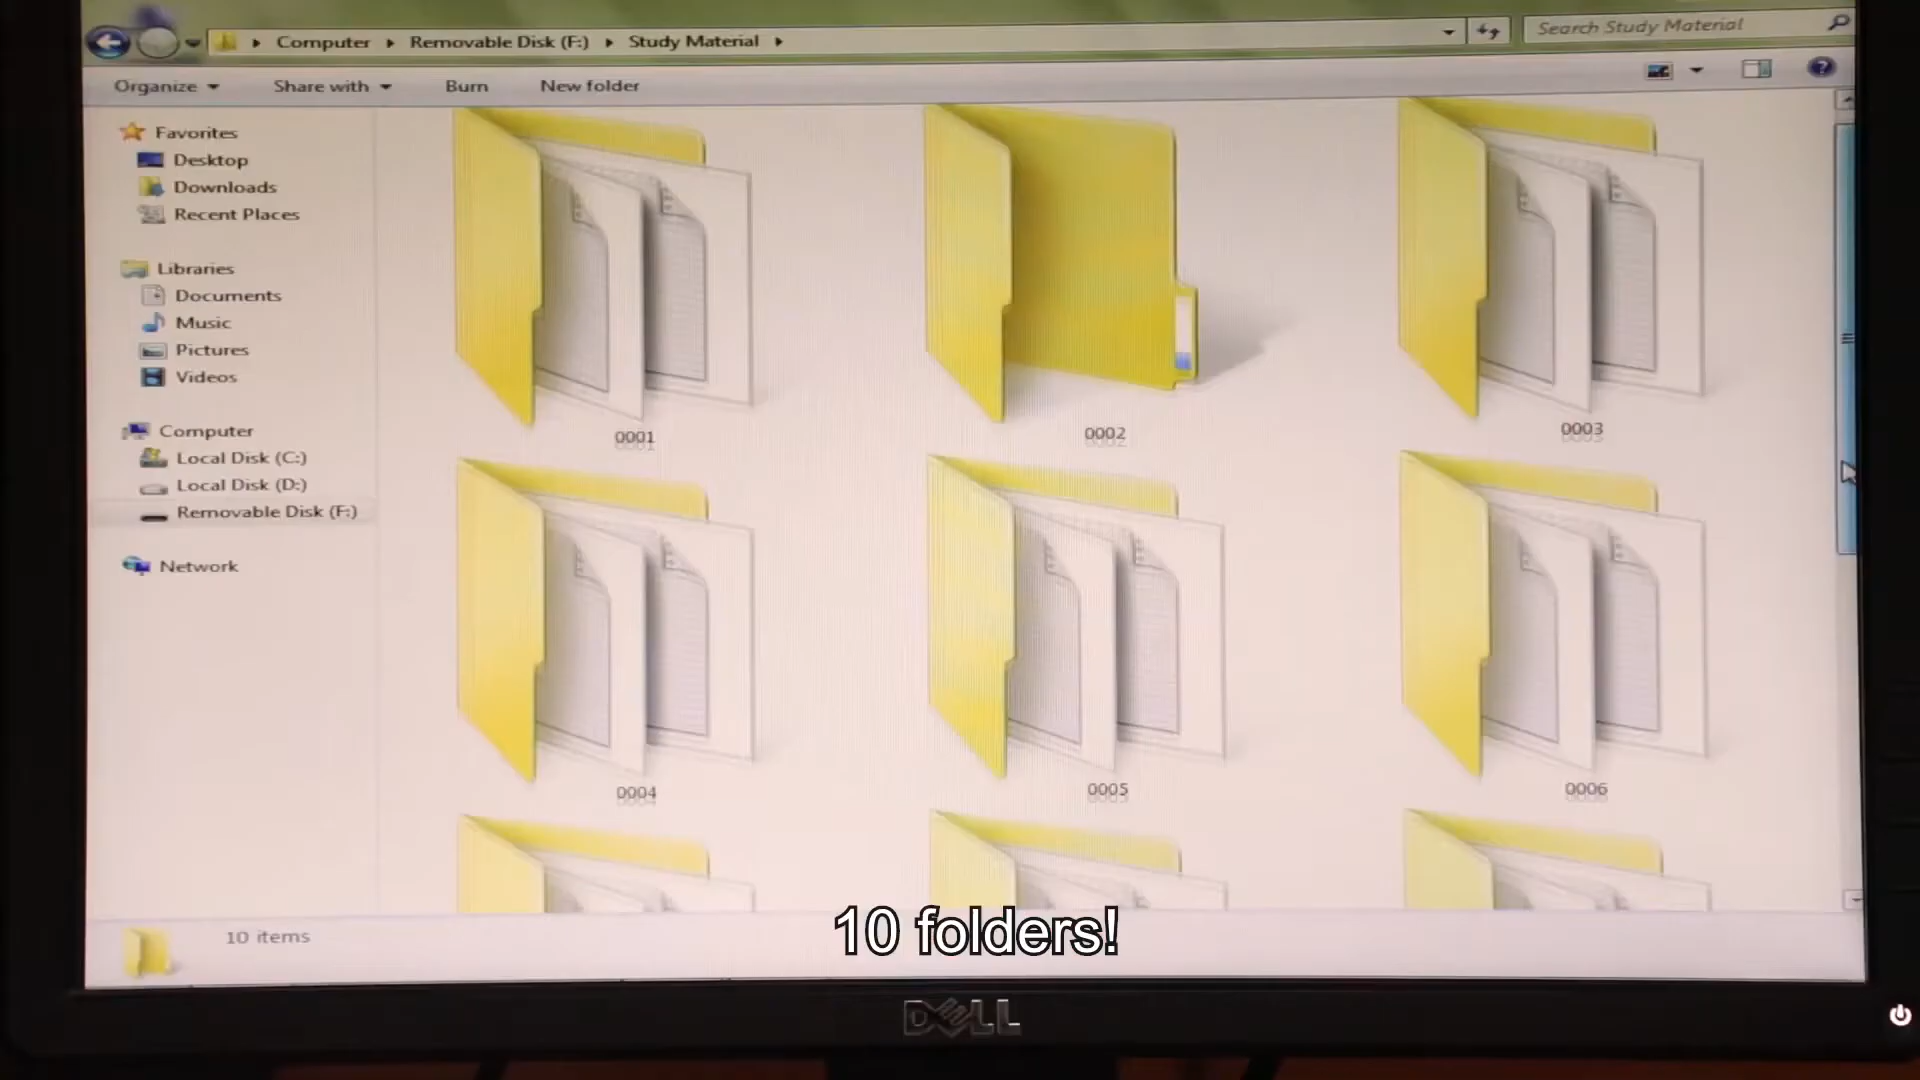 Computer Removable Disk (F:) Study Material
Search Study Material
Organize Share with Burn New folder
Favorites
Desktop
Downloads
Recent Places
Libraries
Documents
Music
Pictures
Videos
Computer
Local Disk (C:)
Local Disk (D:)
Removable Disk (F:)
Network
0001
0002
0003
0004
0005
0006
10 items
10 folders!
DELL